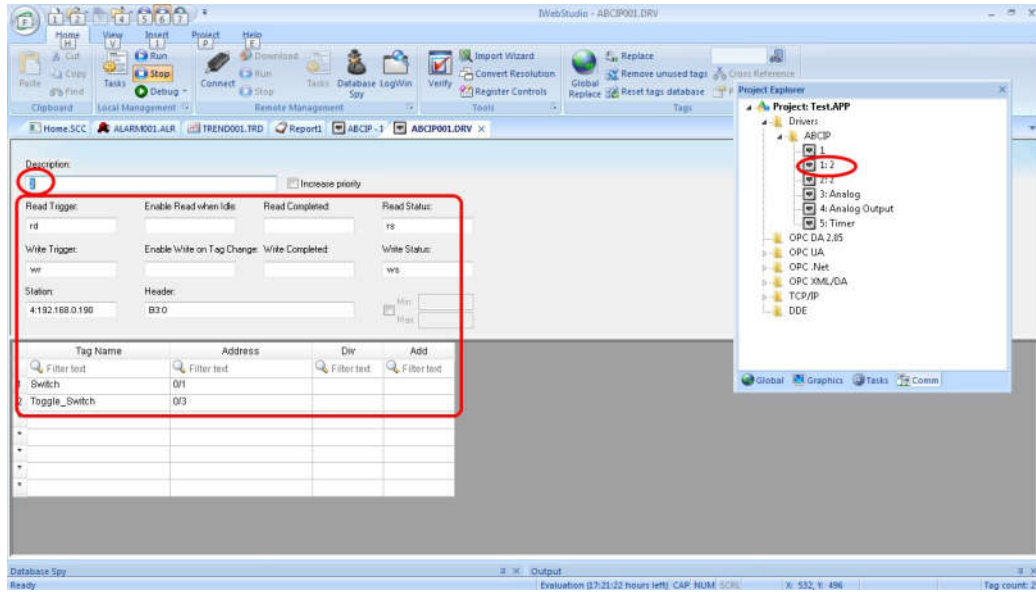 IWebStudio - ABCIP001.DRV
F 1 2 3 4 5 6 7
Home View Insert Project Help
H V I P E
Paste Cut Copy Find
Clipboard
Tasks Run Stop Debug
Local Management
Connect Download Run Stop Tasks Database Spy LogWin
Remote Management
Verify Import Wizard Convert Resolution Register Controls
Tools
Global Replace Replace Remove unused tags Reset tags database Cross Reference
Tags
Home.SCC ALARM001.ALR TREND001.TRD Report1 ABCIP - 1 ABCIP001.DRV
Description:
Increase priority
Read Trigger: Enable Read when Idle: Read Completed: Read Status:
rd rs
Write Trigger: Enable Write on Tag Change: Write Completed: Write Status:
wr ws
Station: Header:
4:192.168.0.190 B3:0
Min:
Max:
Tag Name Address Div Add
Filter text Filter text Filter text Filter text
1 Switch 0/1
2 Toggle_Switch 0/3
*
*
*
*
Project Explorer
Project: Test.APP
Drivers
ABCIP
1
1: 2
2: 2
3: Analog
4: Analog Output
5: Timer
OPC DA 2.05
OPC UA
OPC .Net
OPC XML/DA
TCP/IP
DDE
Global Graphics Tasks Comm
Database Spy Output
Ready Evaluation (17:21:22 hours left) CAP NUM SCRL X: 532, Y: 496 Tag count: 2